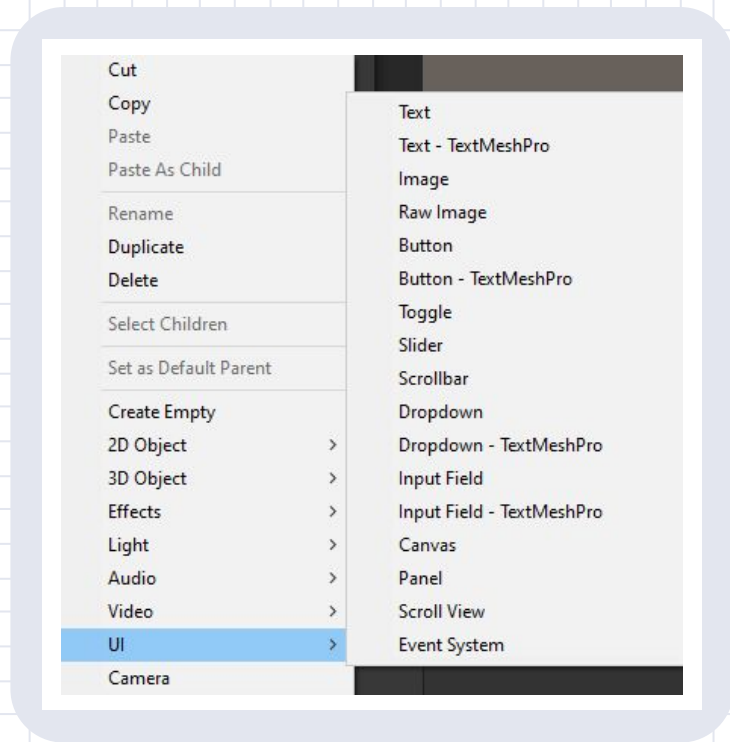 Cut
Copy
Paste
Paste As Child
Rename
Duplicate
Delete
Select Children
Set as Default Parent
Create Empty
2D Object
3D Object
Effects
Light
Audio
Video
UI
Camera
Text
Text - TextMeshPro
Image
Raw Image
Button
Button - TextMeshPro
Toggle
Slider
Scrollbar
Dropdown
Dropdown - TextMeshPro
Input Field
Input Field - TextMeshPro
Canvas
Panel
Scroll View
Event System